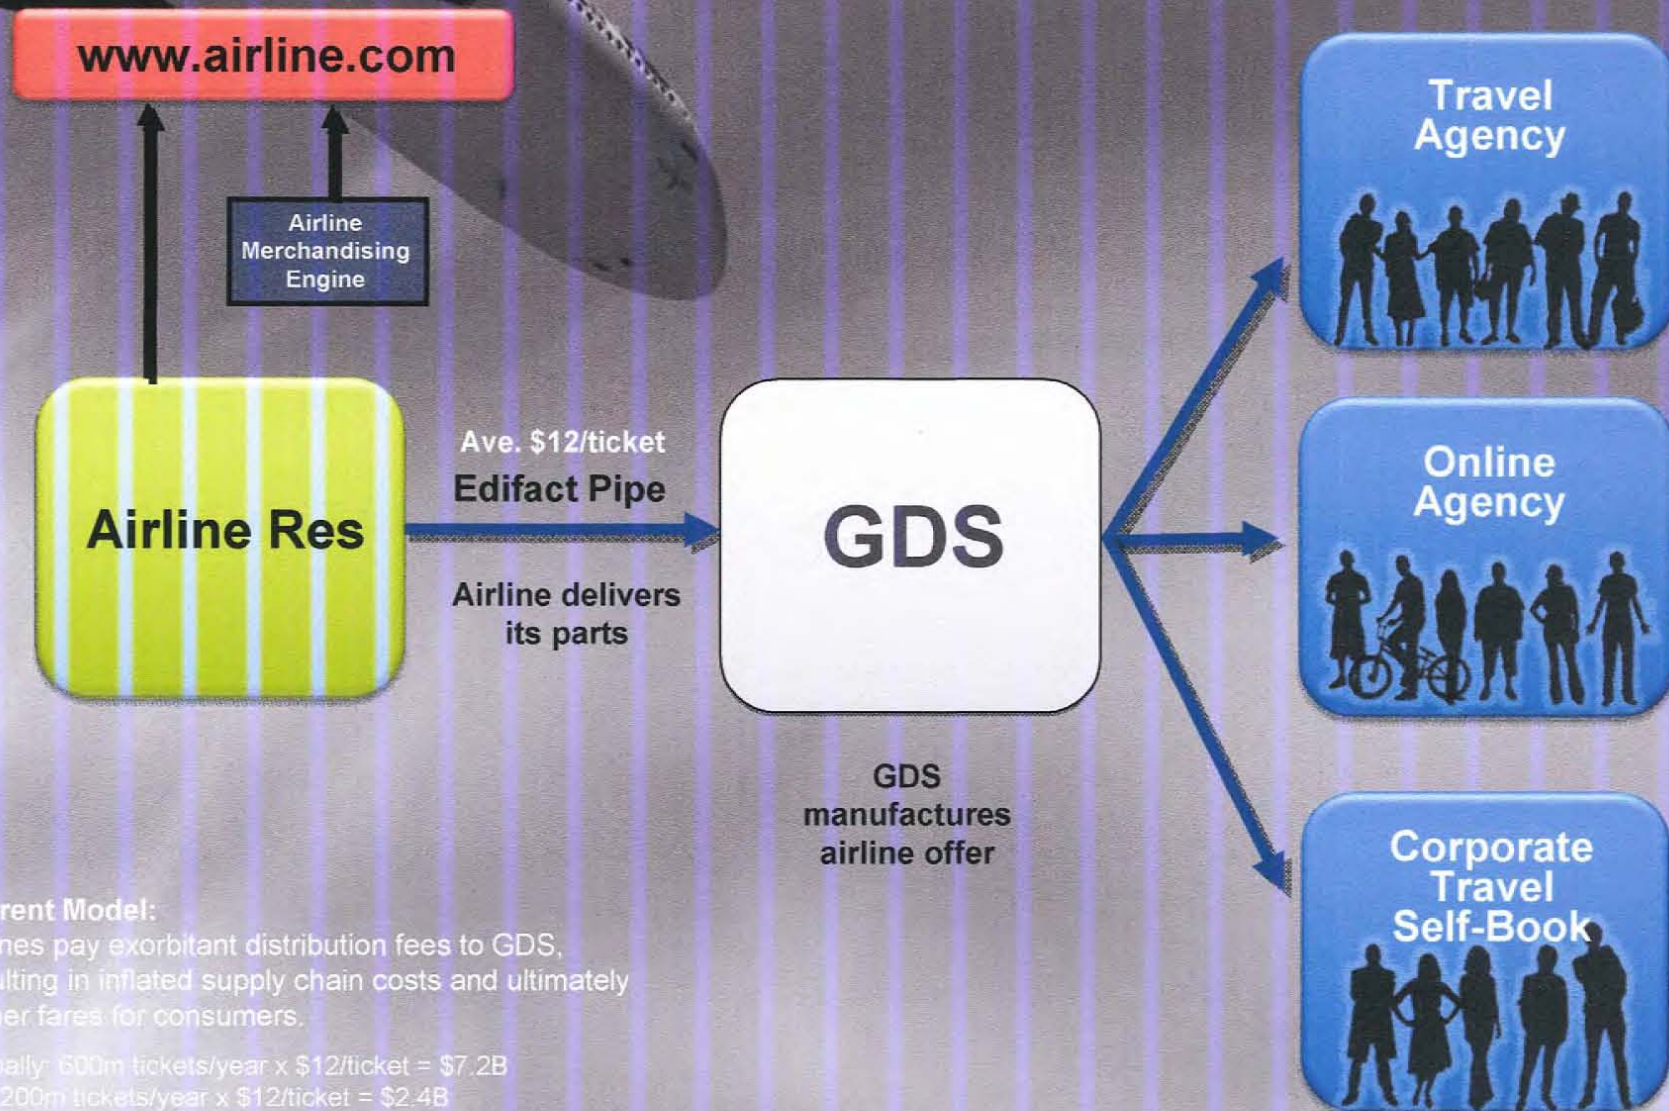 www.airline.com
Airline
Merchandising
Engine
Airline Res
Ave. $12/ticket
Edifact Pipe
Airline delivers
its parts
GDS
GDS
manufactures
airline offer
Travel
Agency
Online
Agency
Corporate
Travel
Self-Book
rent Model:
nes pay exorbitant distribution fees to GDS,
ulting in inflated supply chain costs and ultimately
her fares for consumers.
bally: 600m tickets/year x $12/ticket = $7.2B
200m tickets/year x $12/ticket = $2.4B